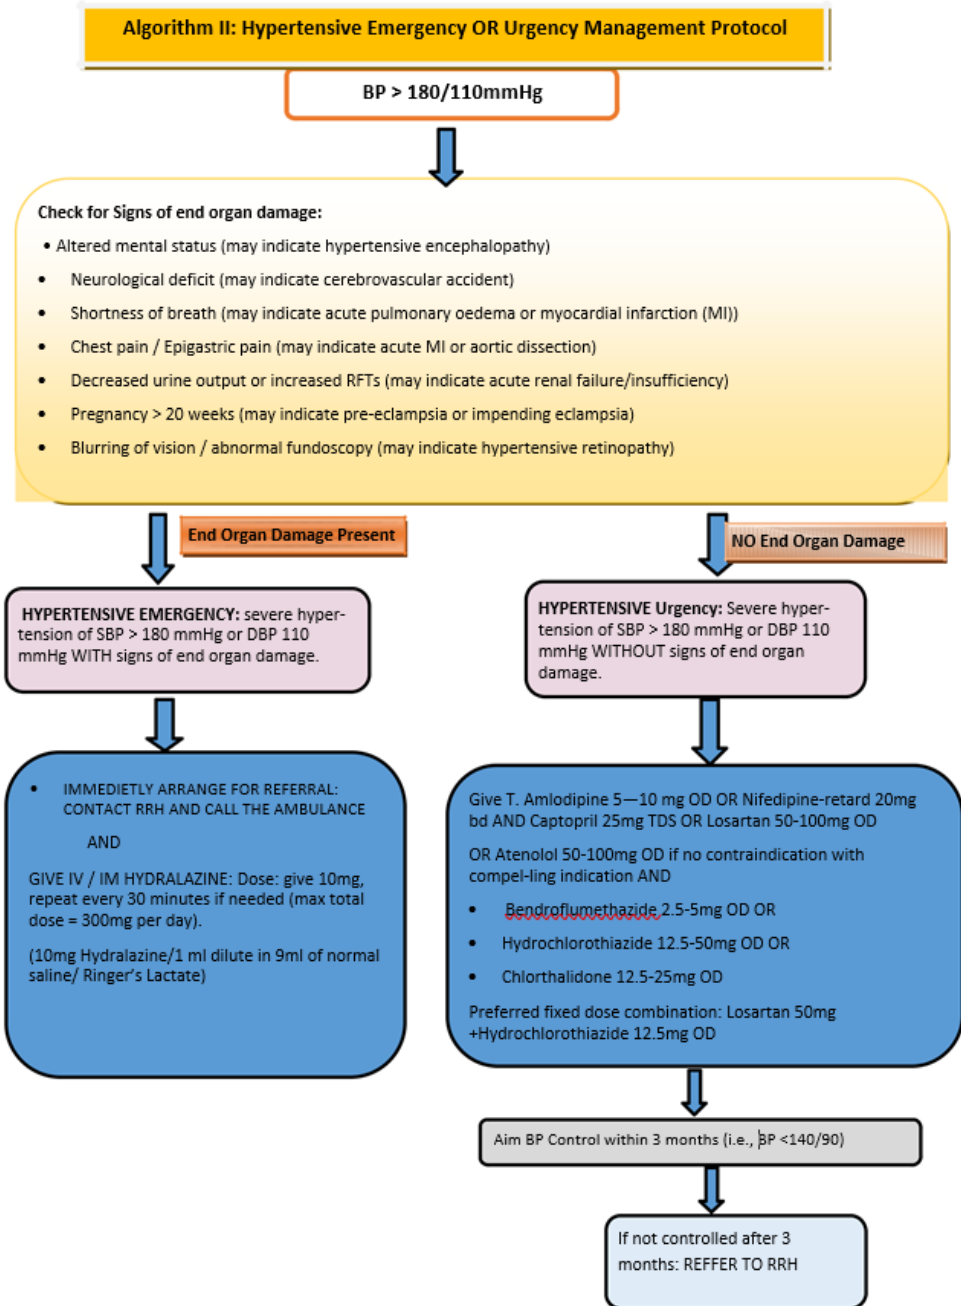 Algorithm II: Hypertensive Emergency OR Urgency Management Protocol
BP > 180/110mmHg
Check for Signs of end organ damage:
• Altered mental status (may indicate hypertensive encephalopathy)
• Neurological deficit (may indicate cerebrovascular accident)
• Shortness of breath (may indicate acute pulmonary oedema or myocardial infarction (MI))
• Chest pain / Epigastric pain (may indicate acute MI or aortic dissection)
• Decreased urine output or increased RFTs (may indicate acute renal failure/insufficiency)
• Pregnancy > 20 weeks (may indicate pre-eclampsia or impending eclampsia)
• Blurring of vision / abnormal fundoscopy (may indicate hypertensive retinopathy)
End Organ Damage Present
HYPERTENSIVE EMERGENCY: severe hyper-
tension of SBP > 180 mmHg or DBP 110
mmHg WITH signs of end organ damage.
• IMMEDIETLY ARRANGE FOR REFERRAL:
CONTACT RRH AND CALL THE AMBULANCE
AND
GIVE IV / IM HYDRALAZINE: Dose: give 10mg,
repeat every 30 minutes if needed (max total
dose = 300mg per day).
(10mg Hydralazine/1 ml dilute in 9ml of normal
saline/ Ringer's Lactate)
NO End Organ Damage
HYPERTENSIVE Urgency: Severe hyper-
tension of SBP > 180 mmHg or DBP 110
mmHg WITHOUT signs of end organ
damage.
Give T. Amlodipine 5—10 mg OD OR Nifedipine-retard 20mg
bd AND Captopril 25mg TDS OR Losartan 50-100mg OD
OR Atenolol 50-100mg OD if no contraindication with
compel-ling indication AND
• Bendroflumethazide 2.5-5mg OD OR
• Hydrochlorothiazide 12.5-50mg OD OR
• Chlorthalidone 12.5-25mg OD
Preferred fixed dose combination: Losartan 50mg
+Hydrochlorothiazide 12.5mg OD
Aim BP Control within 3 months (i.e., BP <140/90)
If not controlled after 3
months: REFFER TO RRH